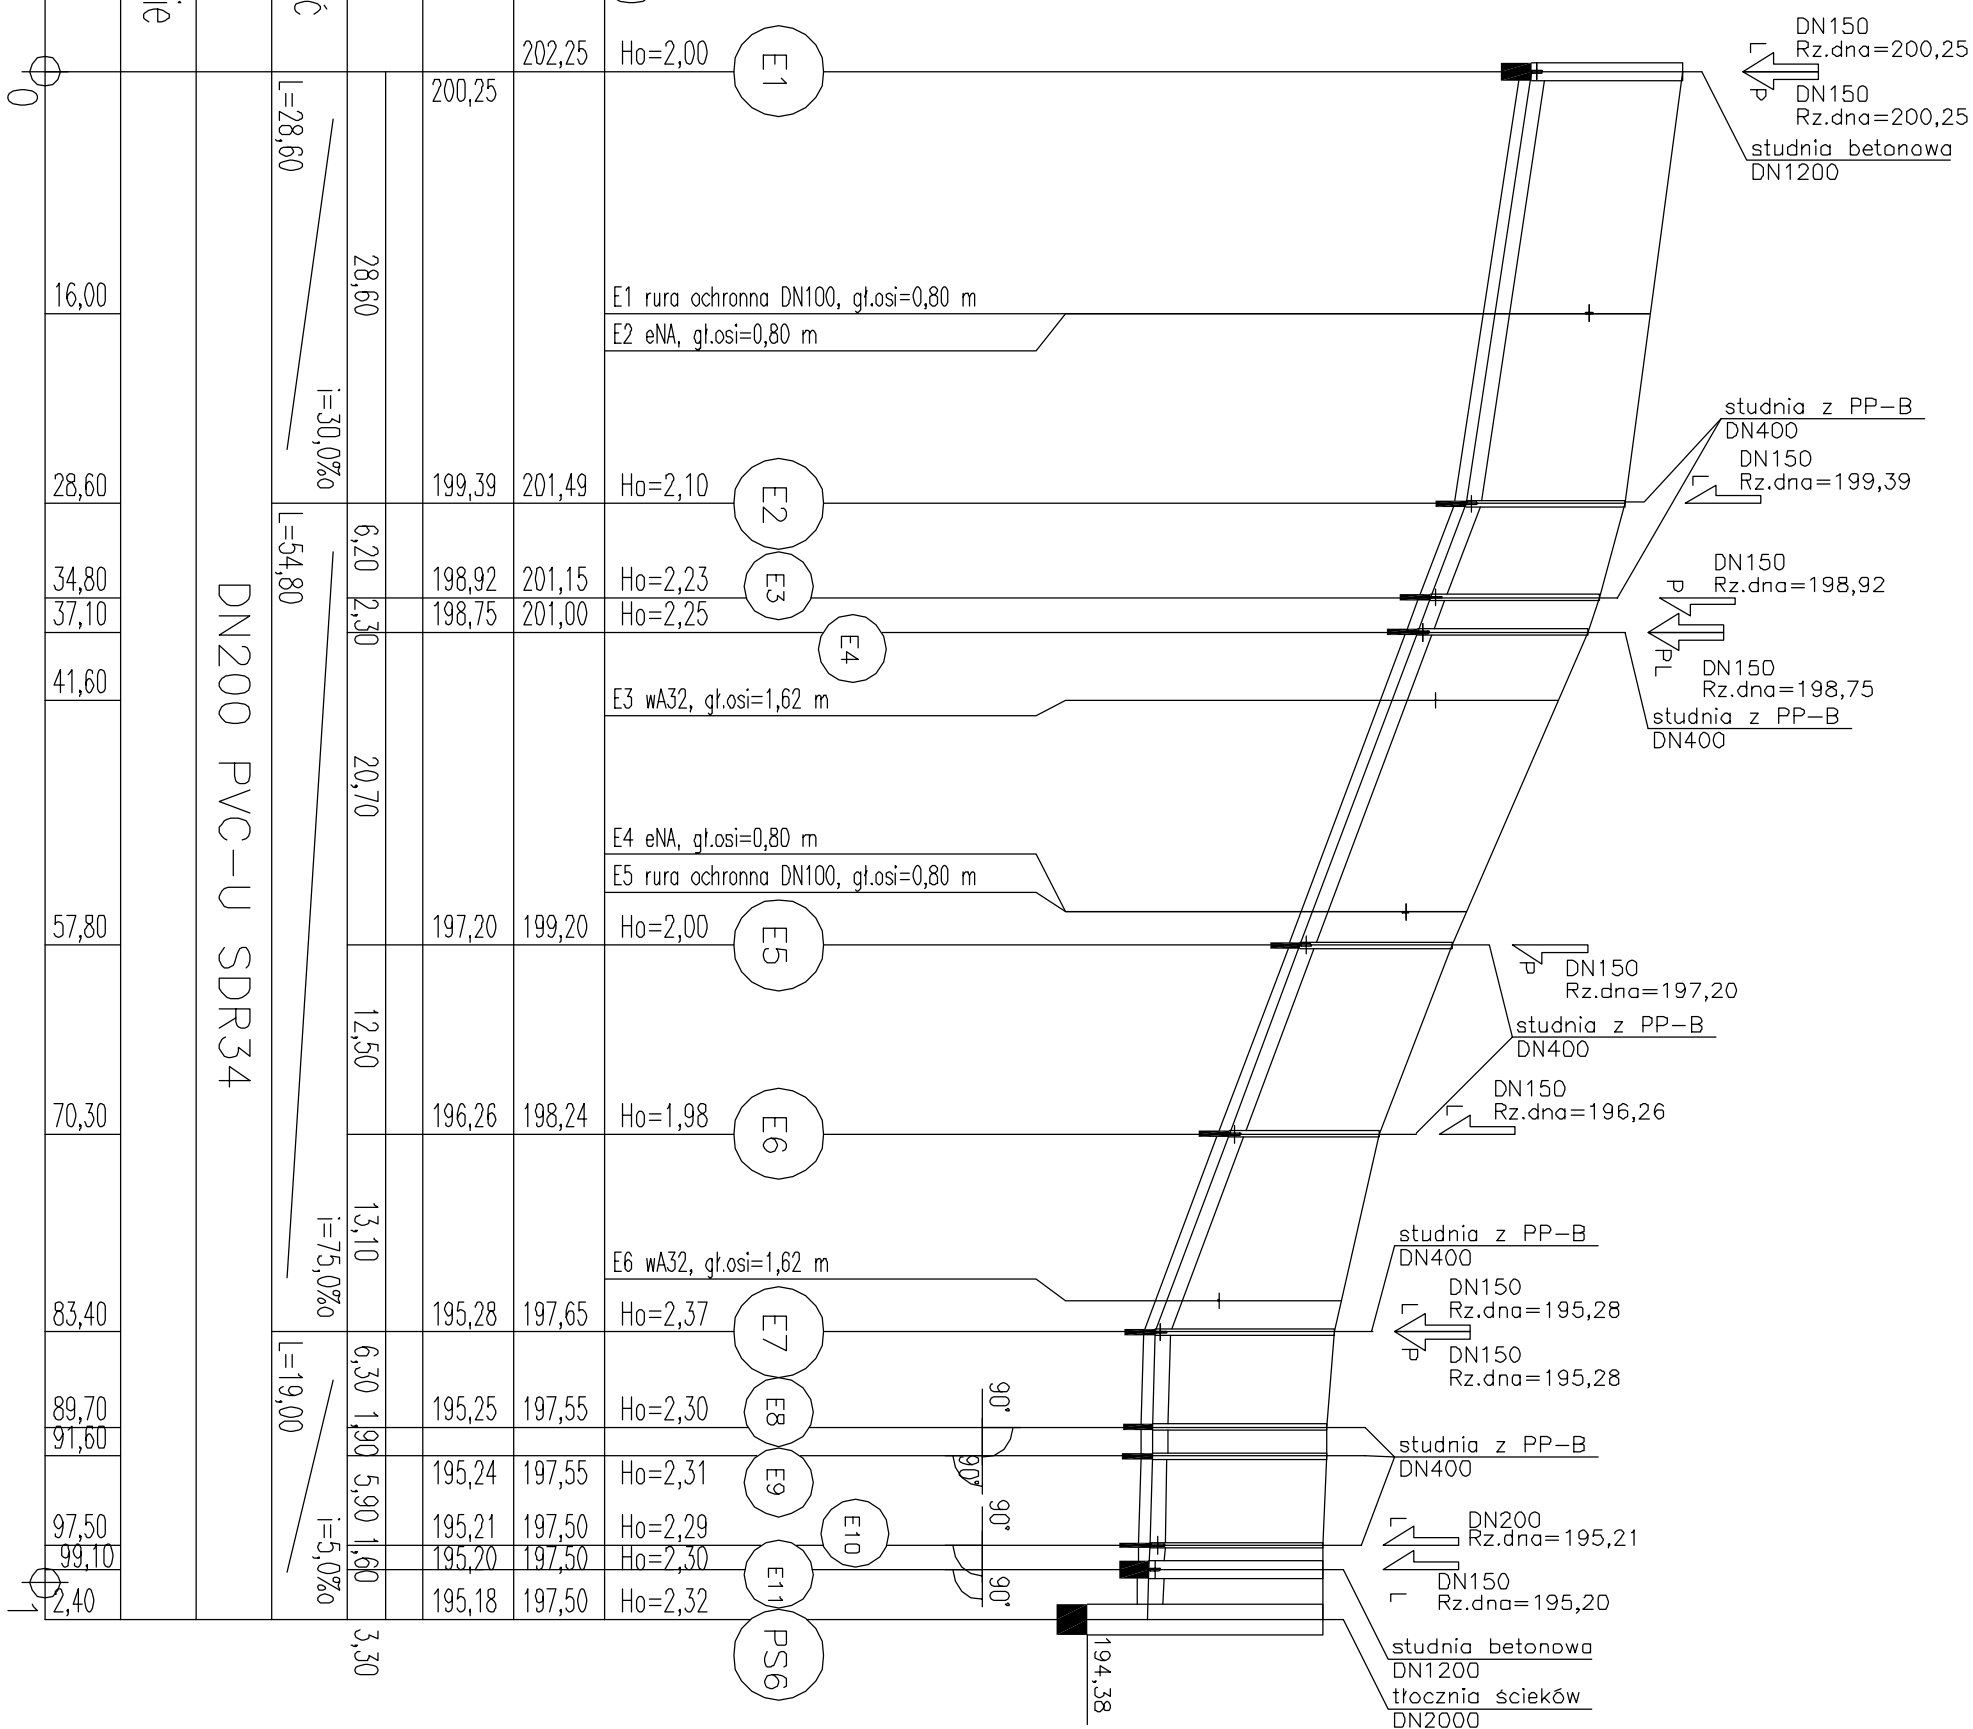 ie
ć
)
0
202,25
Ho=2,00
E1
200,25
DN150
Rz.dna=200,25
L
P
DN150
Rz.dna=200,25
studnia betonowa
DN1200
L=28,60
i=30,0‰
28,60
16,00
E1 rura ochronna DN100, gł.osi=0,80 m
E2 eNA, gł.osi=0,80 m
28,60
199,39
201,49
Ho=2,10
E2
studnia z PP-B
DN400
DN150
Rz.dna=199,39
L
L=54,80
6,20
34,80
198,92
201,15
Ho=2,23
E3
DN150
Rz.dna=198,92
P
2,30
37,10
198,75
201,00
Ho=2,25
E4
PL
DN150
Rz.dna=198,75
studnia z PP-B
DN400
41,60
E3 wA32, gł.osi=1,62 m
DN200 PVC-U SDR34
20,70
E4 eNA, gł.osi=0,80 m
E5 rura ochronna DN100, gł.osi=0,80 m
57,80
197,20
199,20
Ho=2,00
E5
P
DN150
Rz.dna=197,20
studnia z PP-B
DN400
12,50
70,30
196,26
198,24
Ho=1,98
E6
DN150
Rz.dna=196,26
L
13,10
i=75,0‰
E6 wA32, gł.osi=1,62 m
83,40
195,28
197,65
Ho=2,37
E7
studnia z PP-B
DN400
DN150
Rz.dna=195,28
L
P
DN150
Rz.dna=195,28
L=19,00
i=5,0‰
6,30
89,70
195,25
197,55
Ho=2,30
E8
90°
1,90
91,60
195,24
197,55
Ho=2,31
E9
90°
studnia z PP-B
DN400
5,90
97,50
195,21
197,50
Ho=2,29
E10
90°
L
DN200
Rz.dna=195,21
1,60
99,10
195,20
197,50
Ho=2,30
E11
90°
DN150
Rz.dna=195,20
L
1
2,40
195,18
197,50
Ho=2,32
PS6
3,30
194,38
studnia betonowa
DN1200
tłocznia ścieków
DN2000